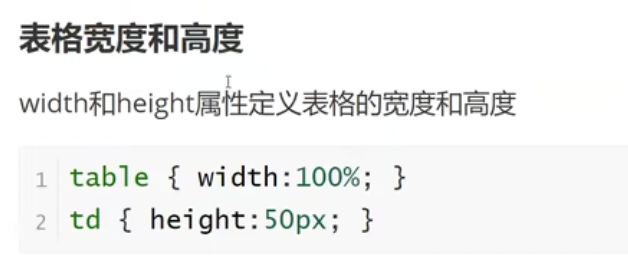 表格宽度和高度
width和height属性定义表格的宽度和高度
1 table { width:100%; }
2 td { height:50px; }